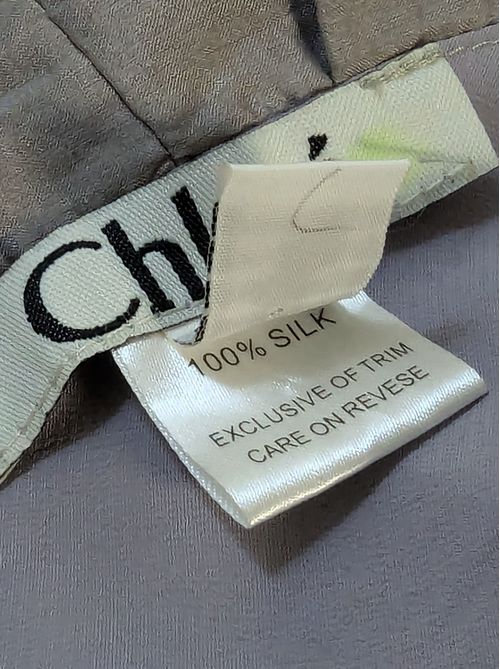 Chl
100% SILK
EXCLUSIVE OF TRIM
CARE ON REVESE